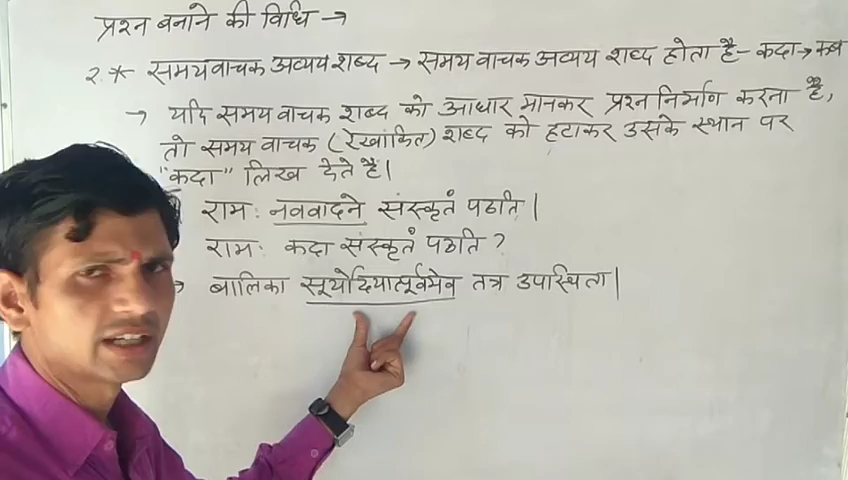 प्रश्न बनाने की विधि →
२.* समयवाचक अव्यय शब्द → समय वाचक अव्यय शब्द होता है - कदा → कब
→ यदि समय वाचक शब्द को आधार मानकर प्रश्न निर्माण करना है,
तो समय वाचक (रेखांकित) शब्द को हटाकर उसके स्थान पर
"कदा" लिख देते है।
रामः नववादने संस्कृतं पठति।
रामः कदा संस्कृतं पठति ?
→ बालिका सूर्योदयात्पूर्वमेव तत्र उपास्थिता।